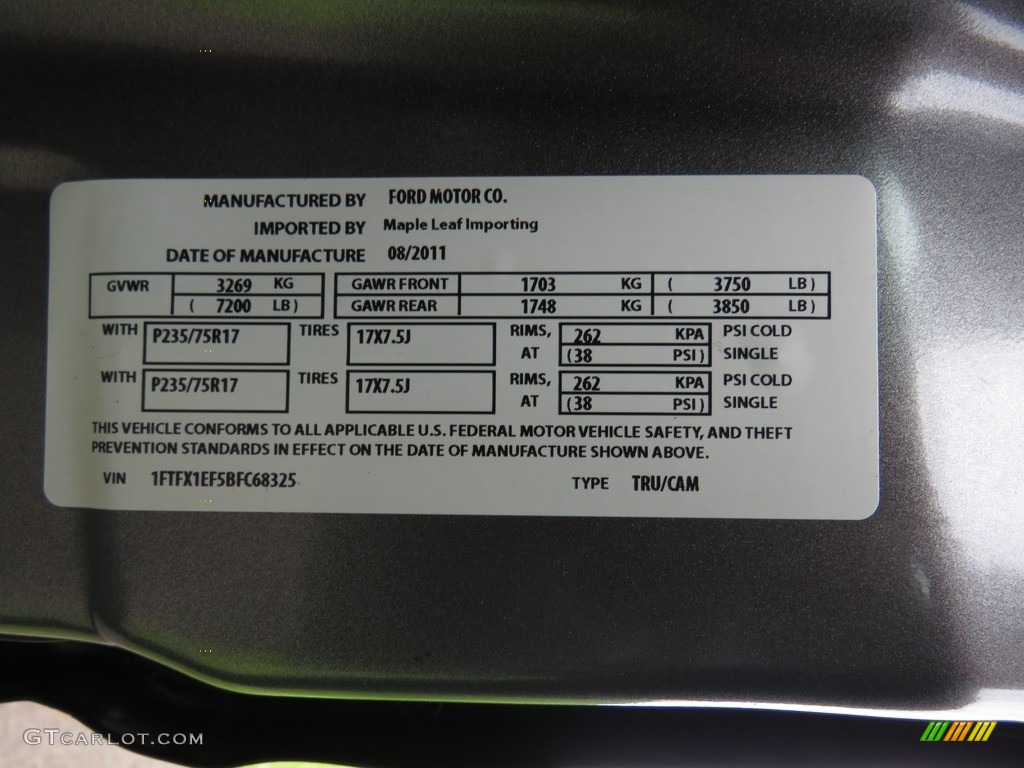 MANUFACTURED BY FORD MOTOR CO.
IMPORTED BY Maple Leaf Importing
DATE OF MANUFACTURE 08/2011
GVWR 3269 KG GAWR FRONT 1703 KG ( 3750 LB )
( 7200 LB ) GAWR REAR 1748 KG ( 3850 LB )
WITH P235/75R17 TIRES 17X7.5J RIMS, 262 KPA PSI COLD
AT (38 PSI ) SINGLE
WITH P235/75R17 TIRES 17X7.5J RIMS, 262 KPA PSI COLD
AT (38 PSI ) SINGLE
THIS VEHICLE CONFORMS TO ALL APPLICABLE U.S. FEDERAL MOTOR VEHICLE SAFETY, AND THEFT
PREVENTION STANDARDS IN EFFECT ON THE DATE OF MANUFACTURE SHOWN ABOVE.
VIN 1FTFX1EF5BFC68325 TYPE TRU/CAM
GTCARLOT.COM